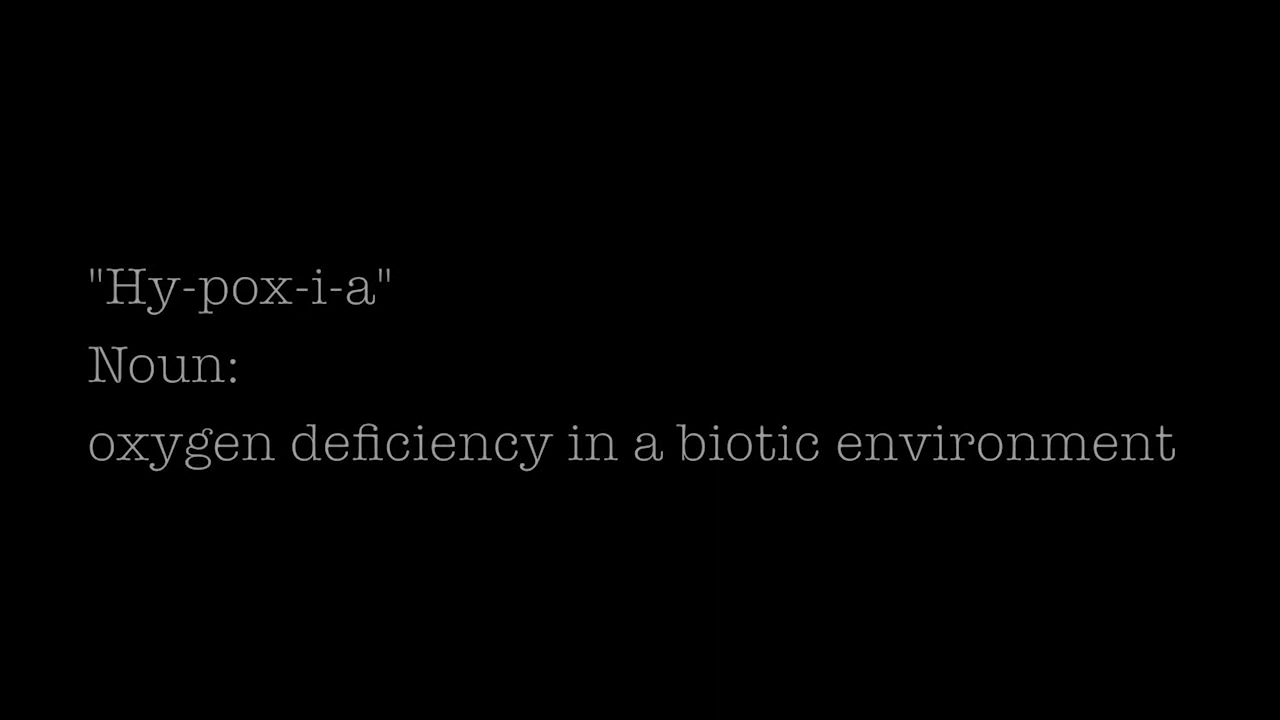 "Hy-pox-i-a"
Noun:
oxygen deficiency in a biotic environment